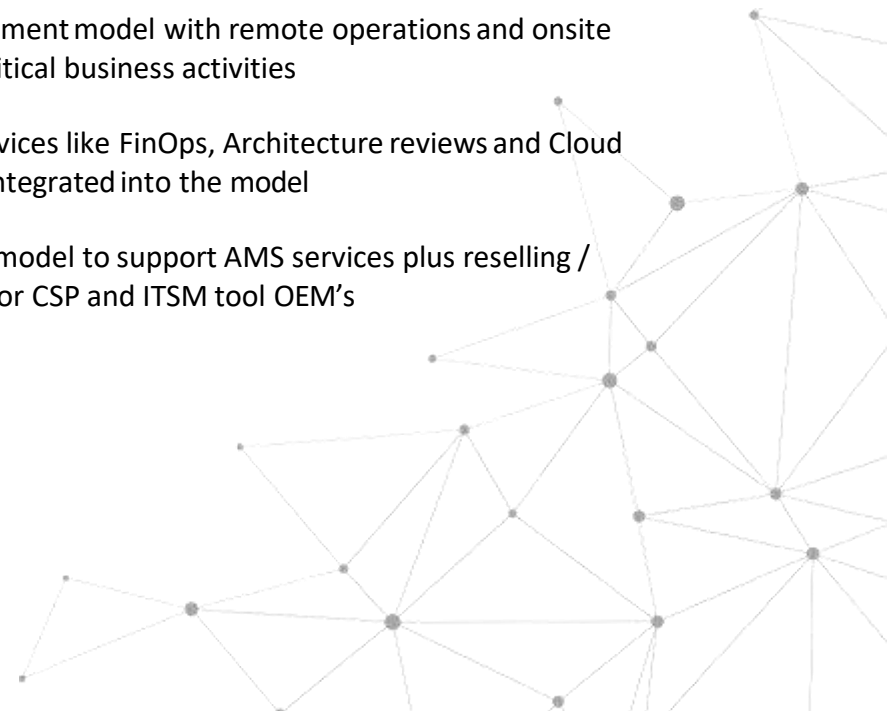 ment model with remote operations and onsite
itical business activities
vices like FinOps, Architecture reviews and Cloud
ntegrated into the model
model to support AMS services plus reselling /
or CSP and ITSM tool OEM’s